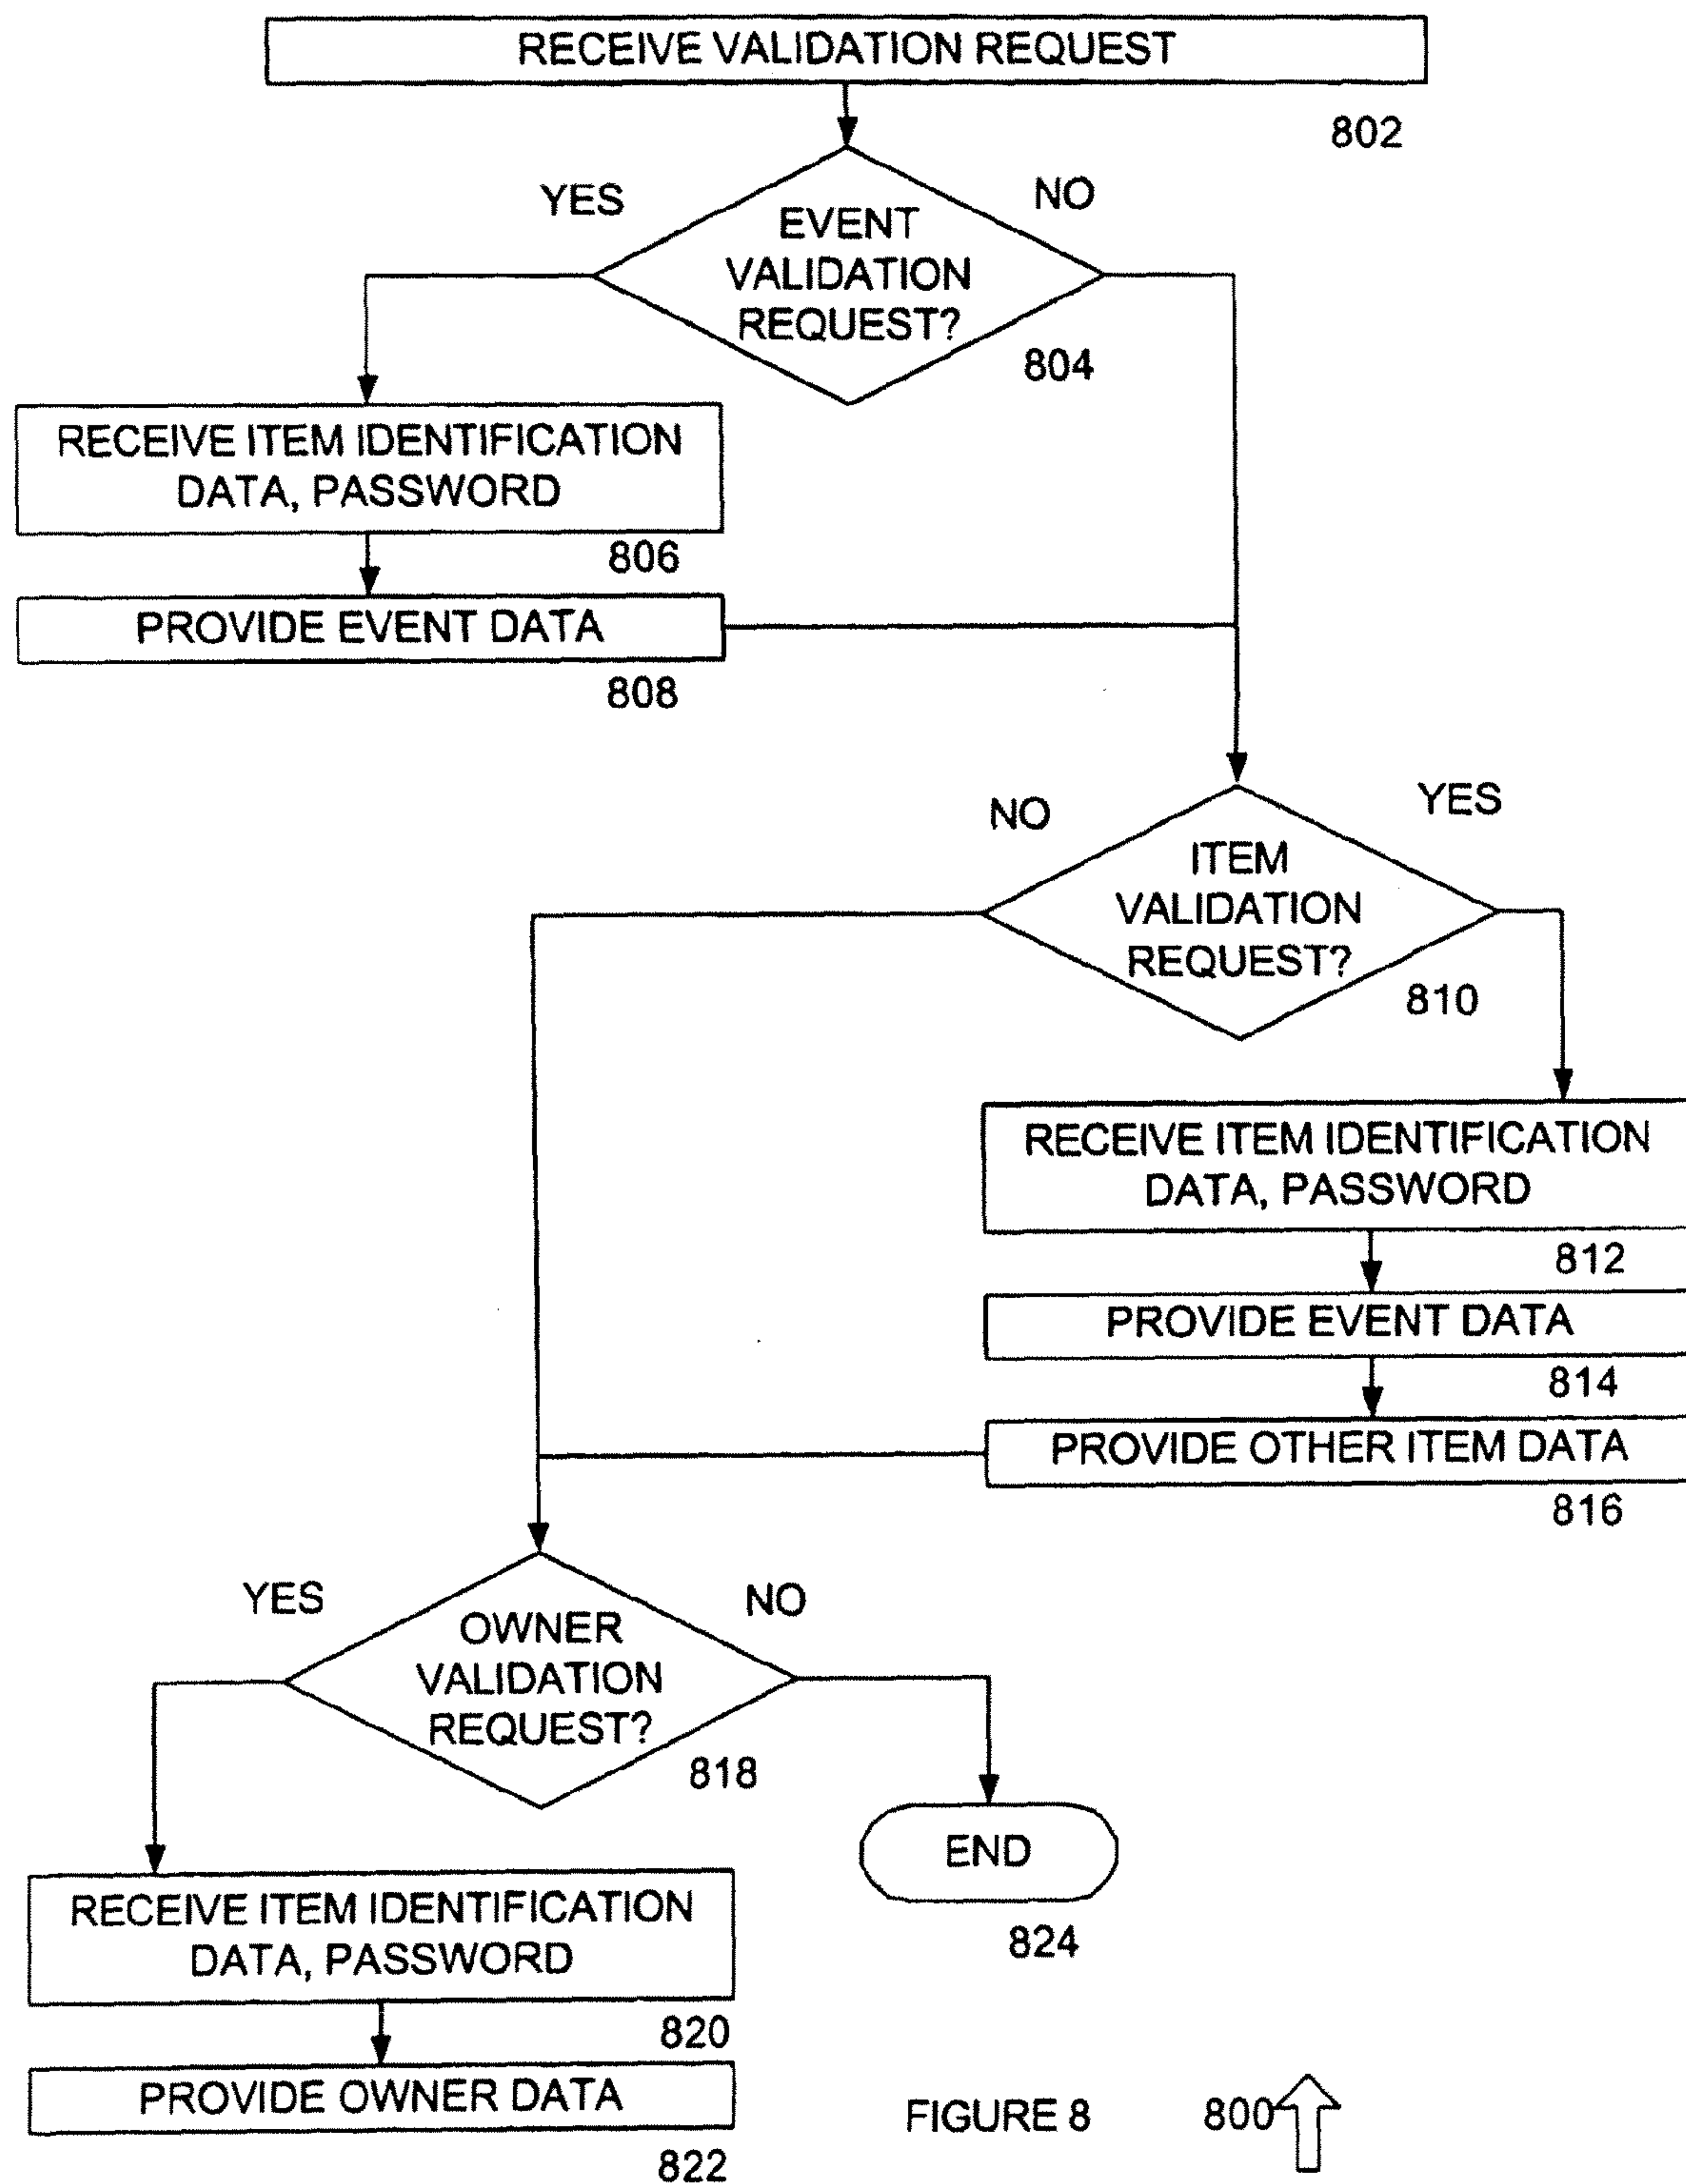 RECEIVE VALIDATION REQUEST
802
YES
NO
EVENT
VALIDATION
REQUEST?
804
RECEIVE ITEM IDENTIFICATION
DATA, PASSWORD
806
PROVIDE EVENT DATA
808
NO
YES
ITEM
VALIDATION
REQUEST?
810
RECEIVE ITEM IDENTIFICATION
DATA, PASSWORD
812
PROVIDE EVENT DATA
814
PROVIDE OTHER ITEM DATA
816
YES
NO
OWNER
VALIDATION
REQUEST?
818
END
824
RECEIVE ITEM IDENTIFICATION
DATA, PASSWORD
820
PROVIDE OWNER DATA
822
FIGURE 8
800